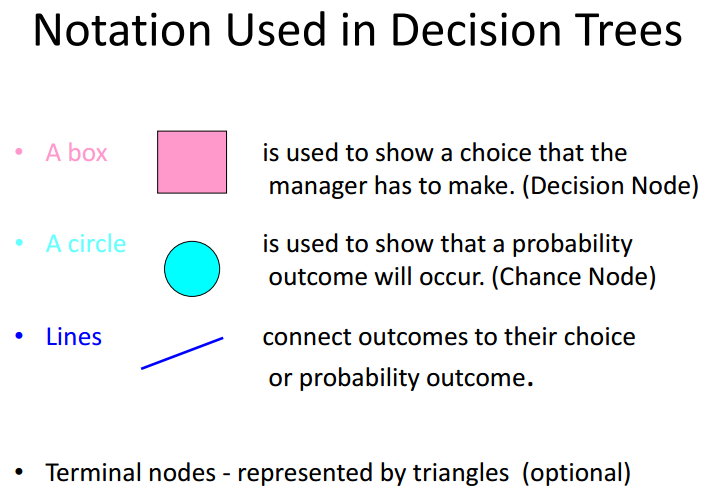 Notation Used in Decision Trees
• A box is used to show a choice that the
manager has to make. (Decision Node)
• A circle is used to show that a probability
outcome will occur. (Chance Node)
• Lines connect outcomes to their choice
or probability outcome.
• Terminal nodes - represented by triangles (optional)